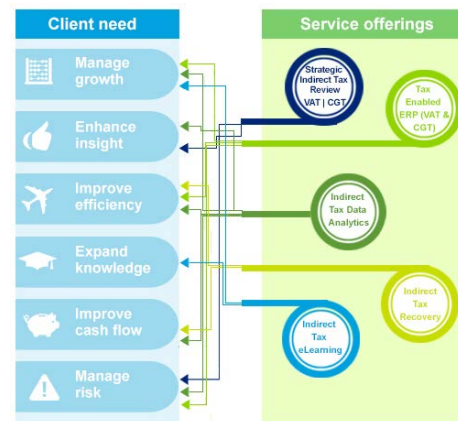 Client need
Service offerings
Manage
growth
Enhance
insight
Improve
efficiency
Expand
knowledge
Improve
cash flow
Manage
risk
Strategic
Indirect Tax
Review
VAT | CGT
Tax
Enabled
ERP (VAT &
CGT)
Indirect
Tax Data
Analytics
Indirect
Tax
Recovery
Indirect
Tax
eLearning